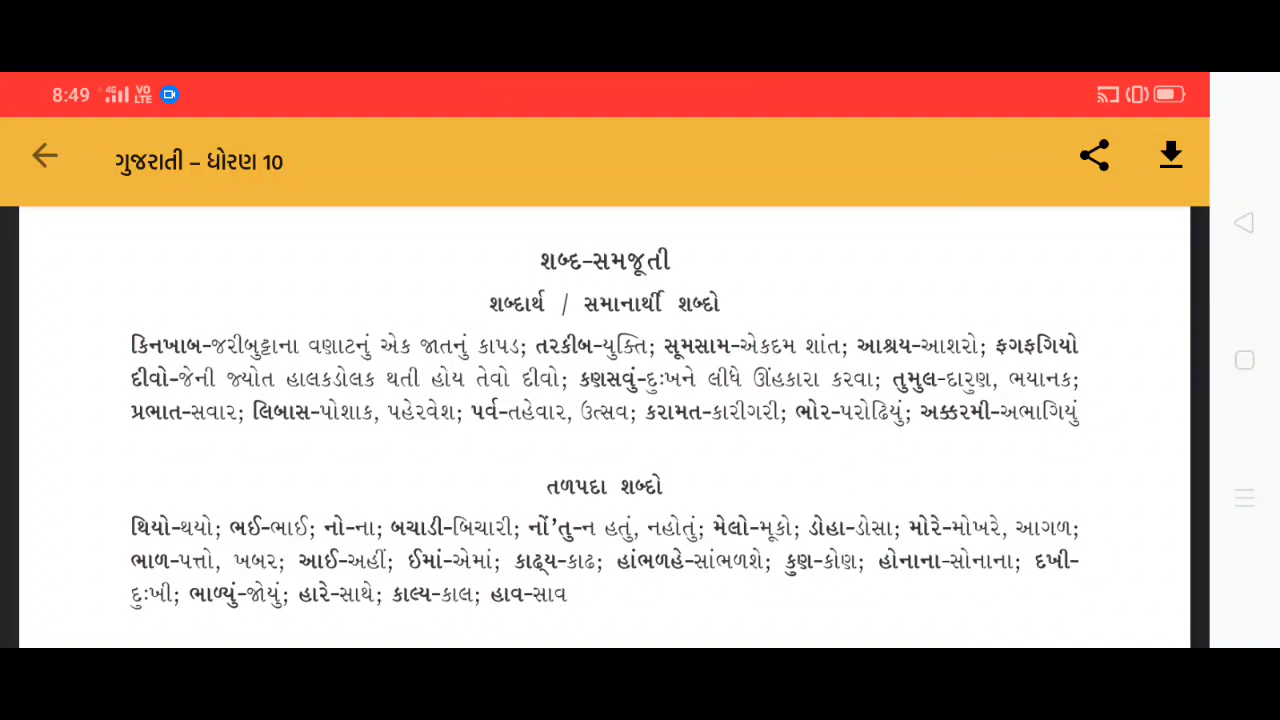 8:49 4G VO LTE
ગુજરાતી – ધોરણ 10
શબ્દ-સમજૂતી
શબ્દાર્થ / સમાનાર્થી શબ્દો
કિનખાબ-જરીબુટ્ટાના વણાટનું એક જાતનું કાપડ; તરકીબ-યુક્તિ; સૂમસામ-એકદમ શાંત; આશ્રય-આશરો; ફગફગિયો
દીવો-જેની જ્યોત હાલકડોલક થતી હોય તેવો દીવો; કણસવું-દુઃખને લીધે ઊંહકારા કરવા; તુમુલ-દારુણ, ભયાનક;
પ્રભાત-સવાર; લિબાસ-પોશાક, પહેરવેશ; પર્વ-તહેવાર, ઉત્સવ; કરામત-કારીગરી; ભોર-પરોઢિયું; અક્કરમી-અભાગિયું
તળપદા શબ્દો
થિયો-થયો; ભઈ-ભાઈ; નો-ના; બચાડી-બિચારી; નોં'તુ-ન હતું, નહોતું; મેલો-મૂકો; ડોહા-ડોસા; મોરે-મોખરે, આગળ;
ભાળ-પત્તો, ખબર; આઈ-અહીં; ઈમાં-એમાં; કાઢ્ય-કાઢ; હાંભળહે-સાંભળશે; કુણ-કોણ; હોનાના-સોનાના; દખી-
દુઃખી; ભાળ્યું-જોયું; હારે-સાથે; કાલ્ય-કાલ; હાવ-સાવ